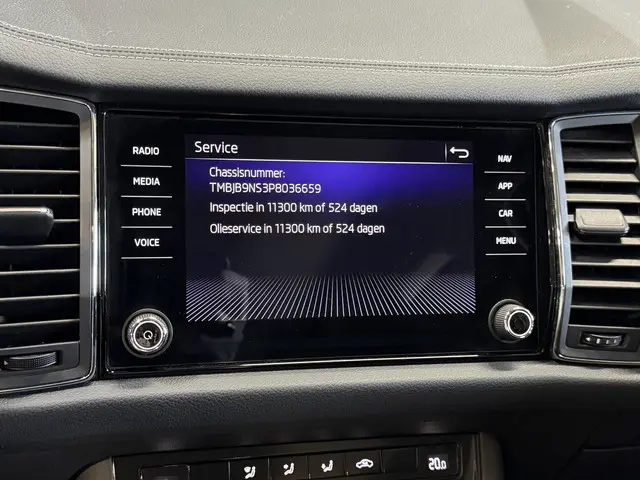 Service
Chassisnummer:
TMBJB9NS3P8036659
Inspectie in 11300 km of 524 dagen
Olieservice in 11300 km of 524 dagen
RADIO
MEDIA
PHONE
VOICE
NAV
APP
CAR
MENU
20.0